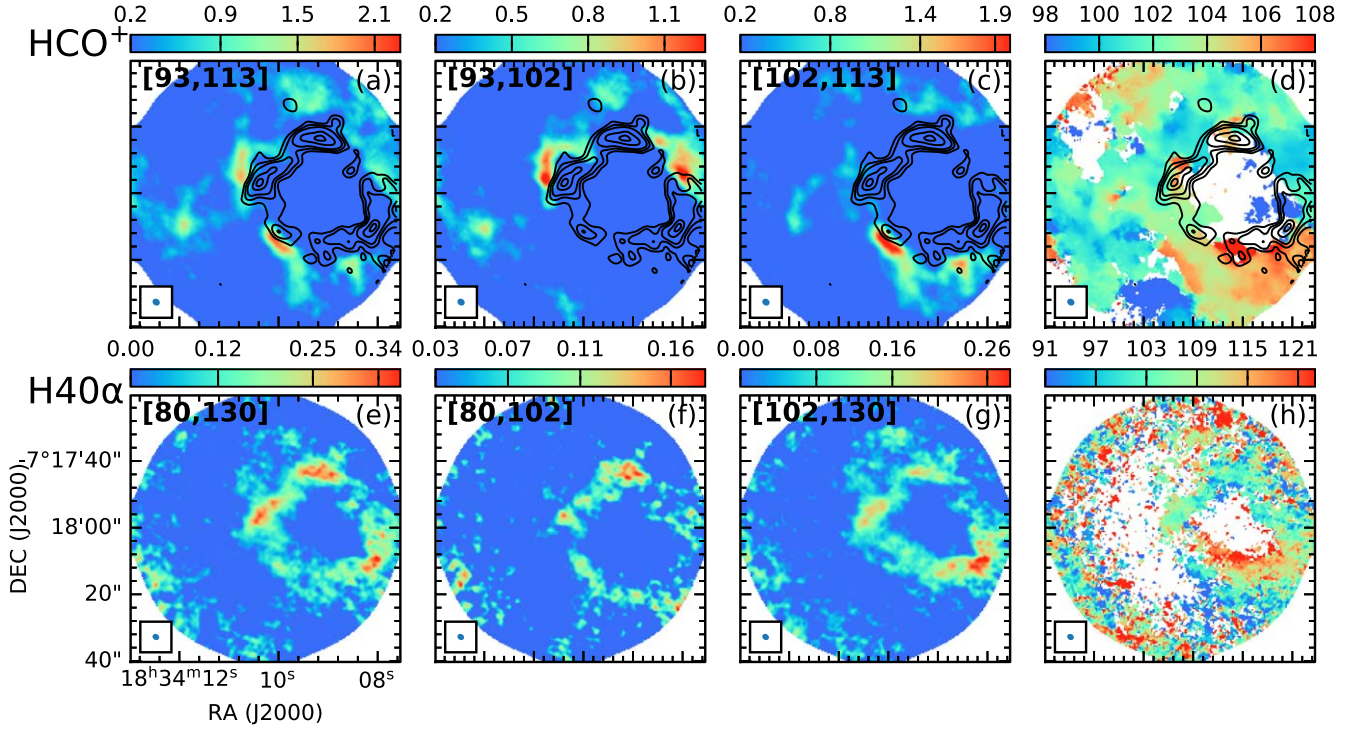 0.2 0.9 1.5 2.1 0.2 0.5 0.8 1.2 0.2 0.8 1.4 1.9 98 100 102 104 106 108
HCO⁺
[93,113] (a) [93,102] (b) [102,113] (c) (d)
0.00 0.12 0.25 0.34 0.03 0.07 0.11 0.16 0.00 0.08 0.16 0.26 91 97 103 109 115 121
H40α
[80,130] (e) [80,102] (f) [102,130] (g) (h)
7°17'40"
18'00"
20"
40"
DEC (J2000)
18ʰ34ᵐ12ˢ 10ˢ 08ˢ
RA (J2000)